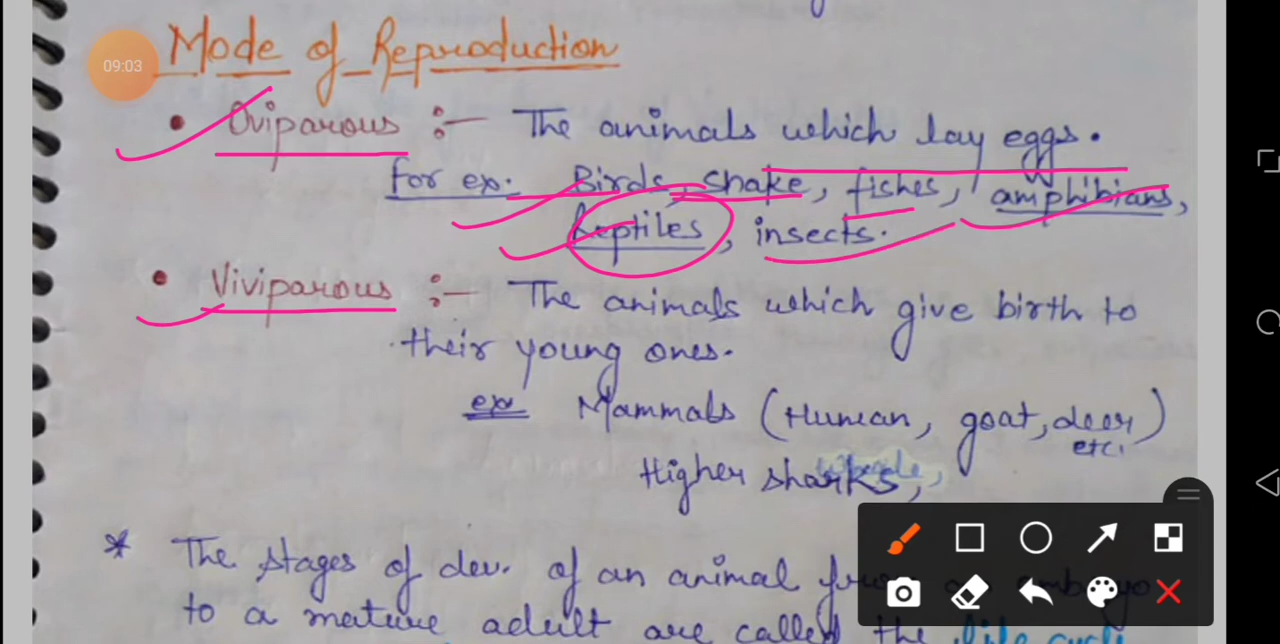 09:03
Mode of Reproduction
• Oviparous :- The animals which lay eggs.
for ex. Birds, snake, fishes, amphibians,
Reptiles, insects.
• Viviparous :- The animals which give birth to
their young ones.
ex Mammals (Human, goat, deer)
etc.
Higher sharks,
* The stages of dev. of an animal
to a mature adult are called the life cycle